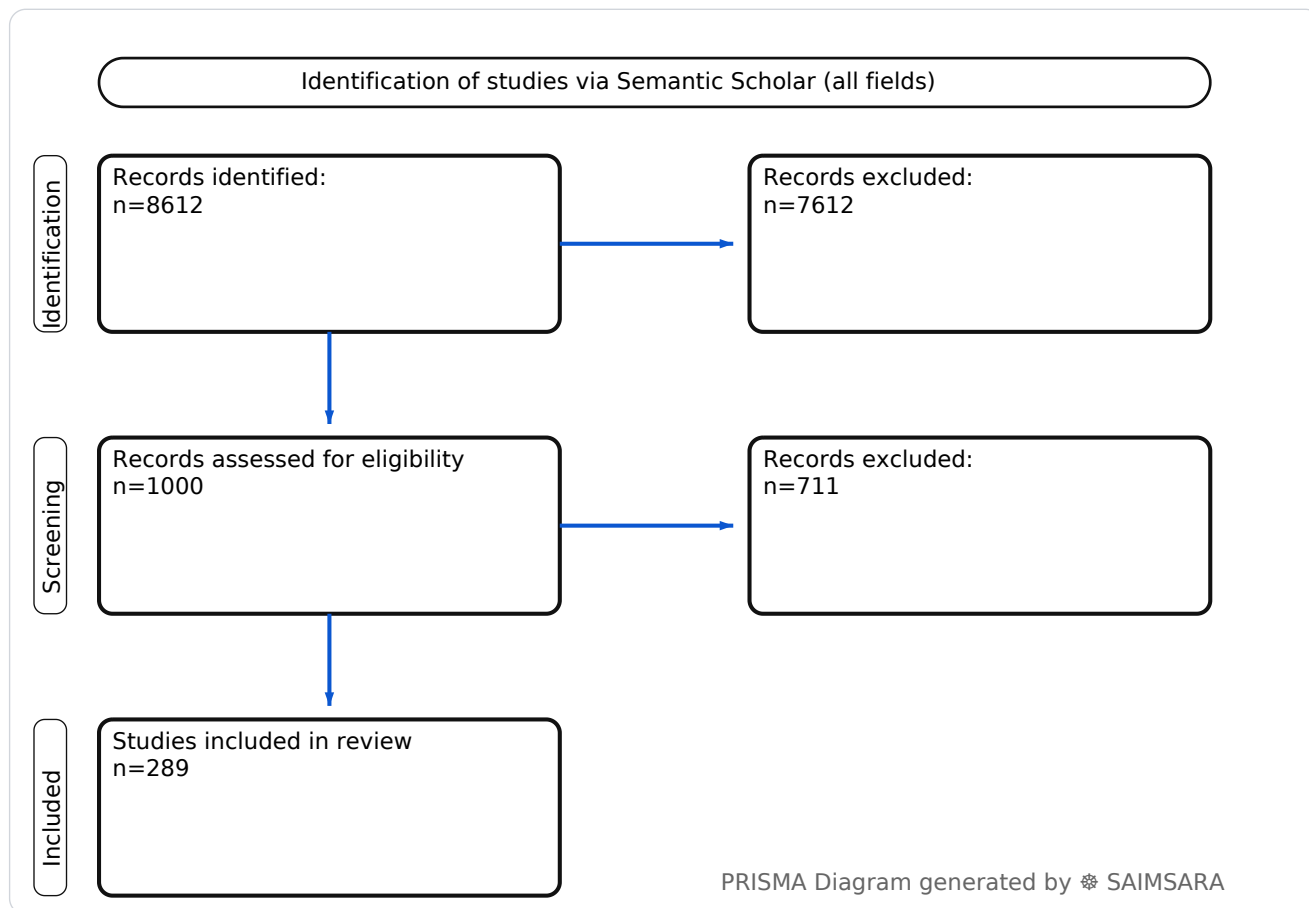 Identification of studies via Semantic Scholar (all fields)
Identification
Records identified:
n=8612
Records excluded:
n=7612
Screening
Records assessed for eligibility
n=1000
Records excluded:
n=711
Included
Studies included in review
n=289
PRISMA Diagram generated by ☸ SAIMSARA